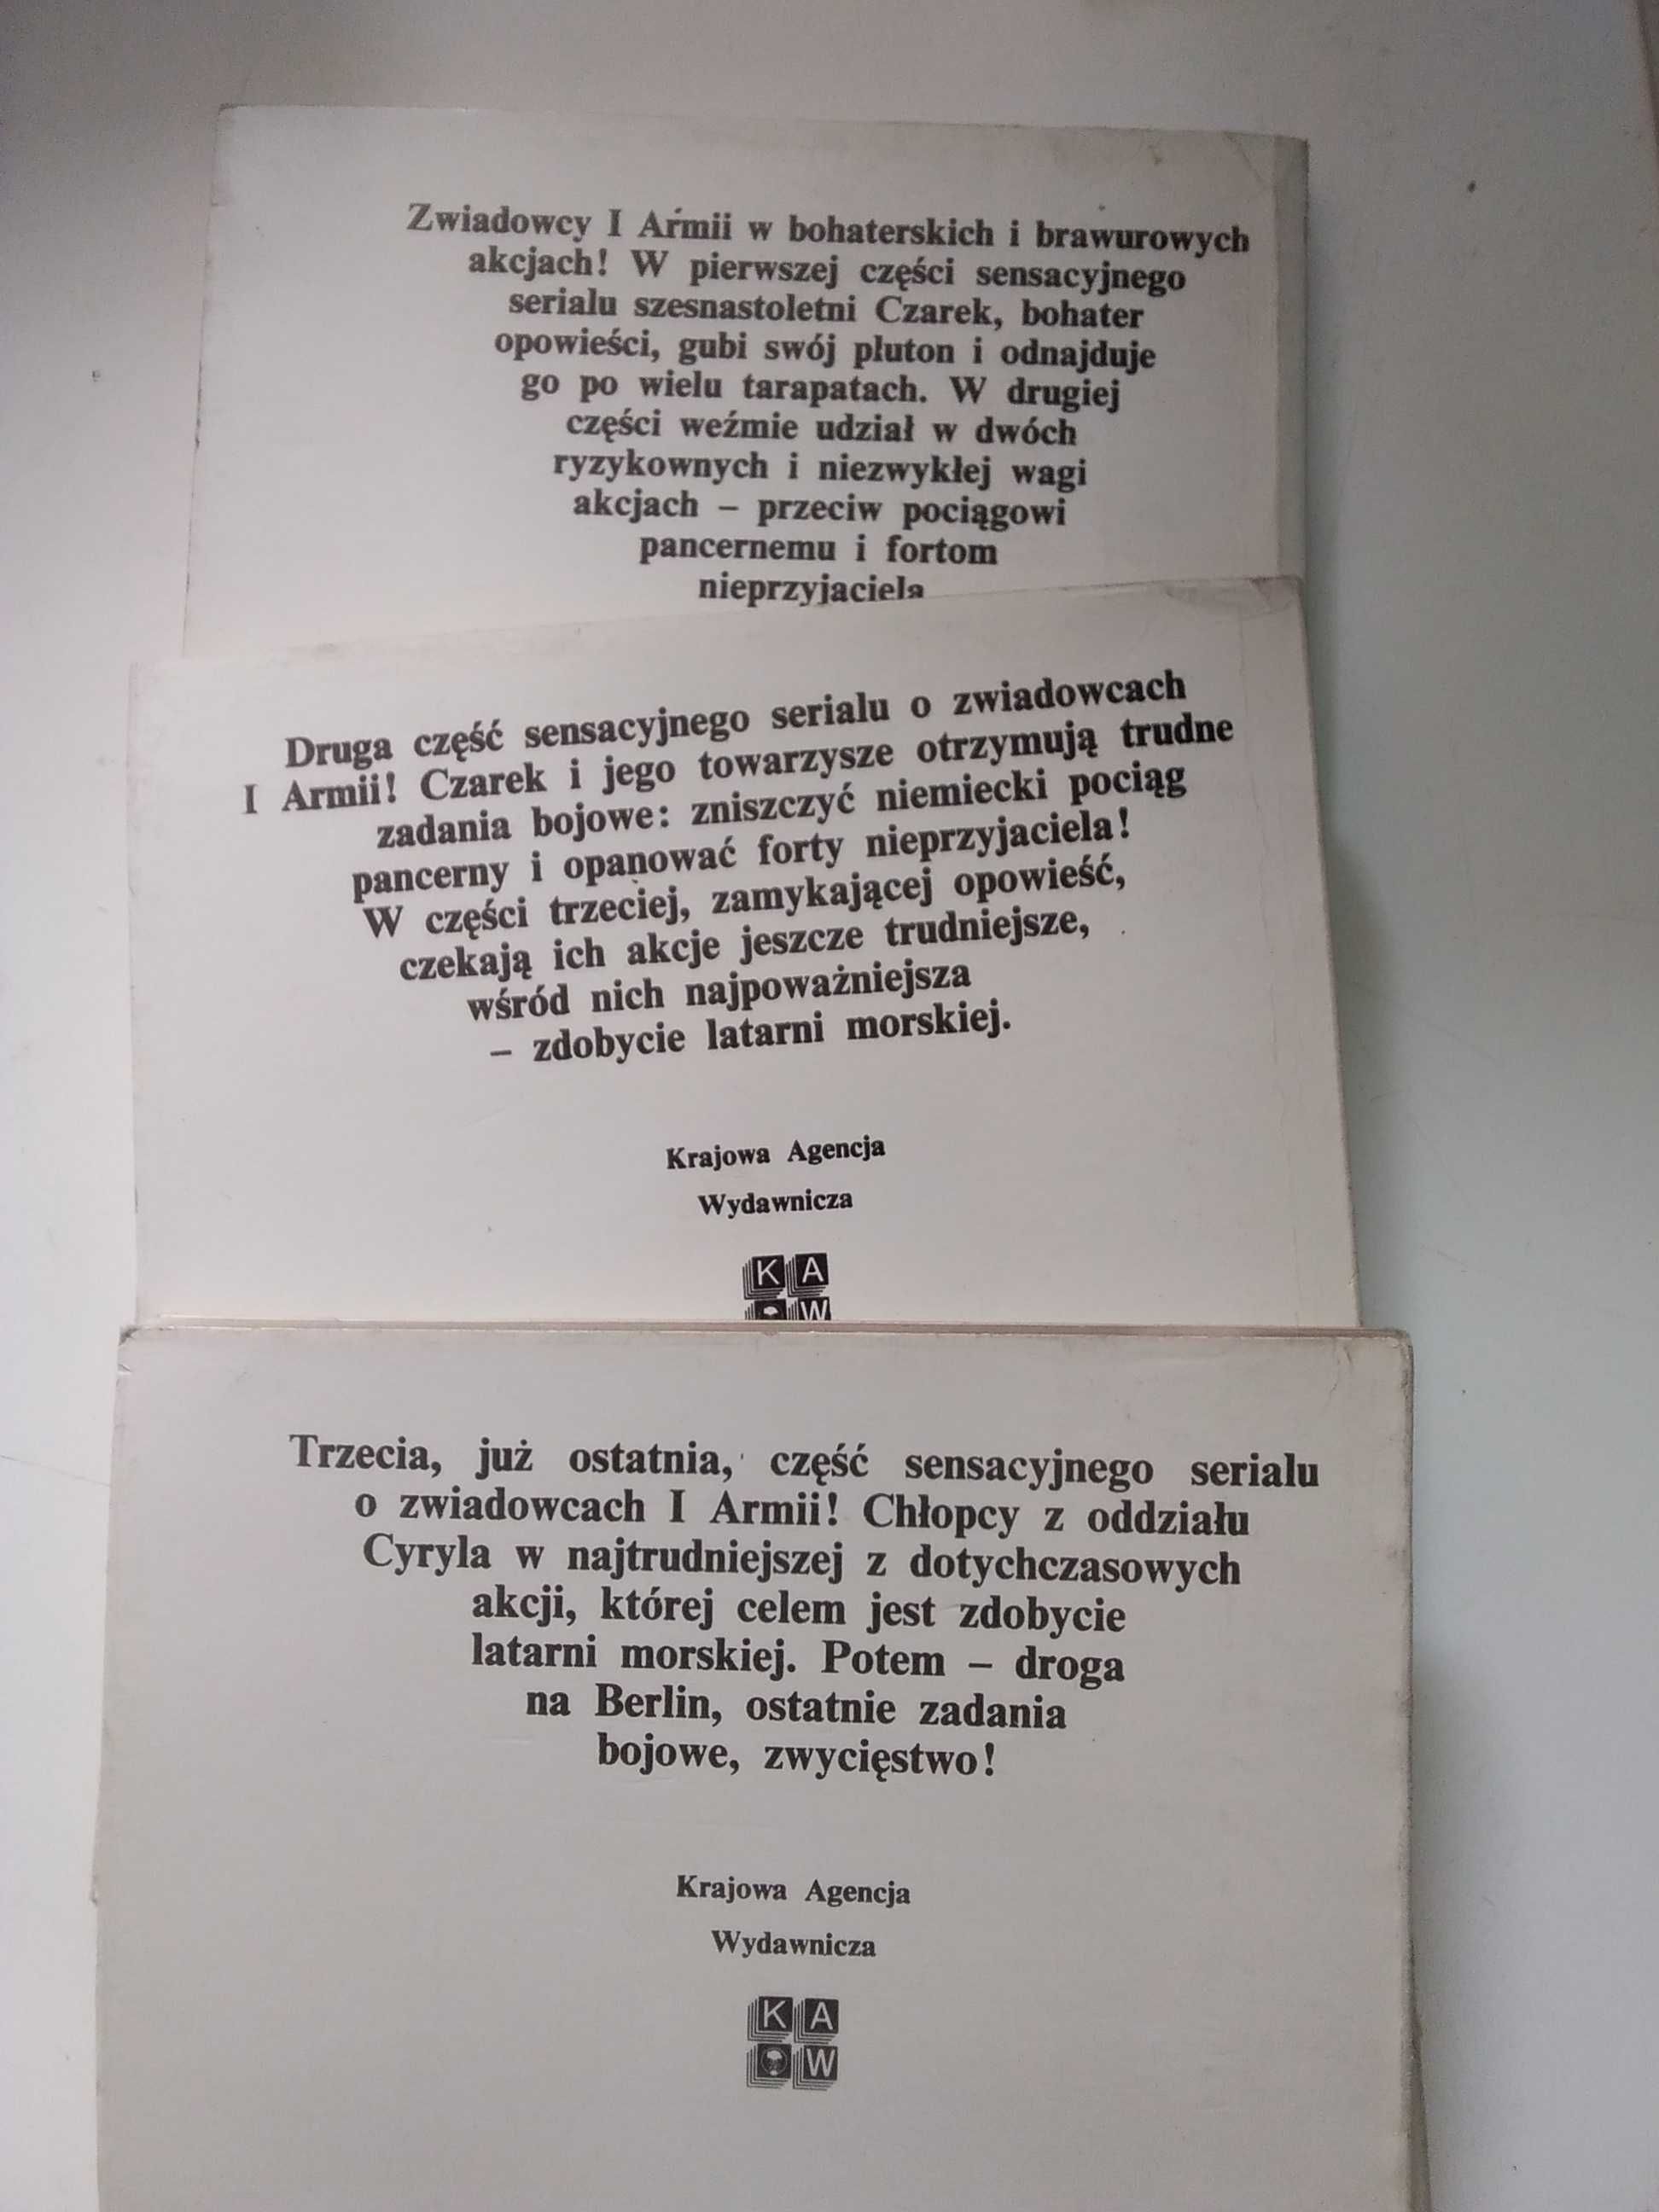 Zwiadowcy I Armii w bohaterskich i brawurowych
akcjach! W pierwszej części sensacyjnego
serialu szesnastoletni Czarek, bohater
opowieści, gubi swój pluton i odnajduje
go po wielu tarapatach. W drugiej
części weźmie udział w dwóch
ryzykownych i niezwykłej wagi
akcjach – przeciw pociągowi
pancernemu i fortom
nieprzyjaciela
Druga część sensacyjnego serialu o zwiadowcach
I Armii! Czarek i jego towarzysze otrzymują trudne
zadania bojowe: zniszczyć niemiecki pociąg
pancerny i opanować forty nieprzyjaciela!
W części trzeciej, zamykającej opowieść,
czekają ich akcje jeszcze trudniejsze,
wśród nich najpoważniejsza
– zdobycie latarni morskiej.
Krajowa Agencja
Wydawnicza
K A
W
Trzecia, już ostatnia, część sensacyjnego serialu
o zwiadowcach I Armii! Chłopcy z oddziału
Cyryla w najtrudniejszej z dotychczasowych
akcji, której celem jest zdobycie
latarni morskiej. Potem – droga
na Berlin, ostatnie zadania
bojowe, zwycięstwo!
Krajowa Agencja
Wydawnicza
K A
W